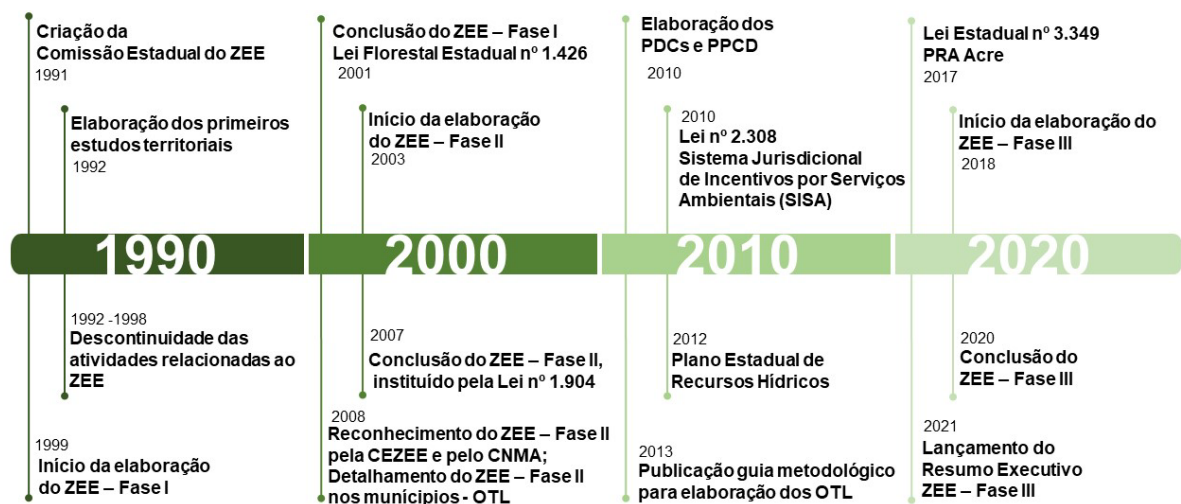 Criação da
Comissão Estadual do ZEE
1991
Elaboração dos primeiros
estudos territoriais
1992
Conclusão do ZEE – Fase I
Lei Florestal Estadual nº 1.426
2001
Início da elaboração
do ZEE – Fase II
2003
Elaboração dos
PDCs e PPCD
2010
2010
Lei nº 2.308
Sistema Jurisdicional
de Incentivos por Serviços
Ambientais (SISA)
Lei Estadual nº 3.349
PRA Acre
2017
Início da elaboração do
ZEE – Fase III
2018
1990
2000
2010
2020
1992 -1998
Descontinuidade das
atividades relacionadas ao
ZEE
1999
Início da elaboração
do ZEE – Fase I
2007
Conclusão do ZEE – Fase II,
instituído pela Lei nº 1.904
2008
Reconhecimento do ZEE – Fase II
pela CEZEE e pelo CNMA;
Detalhamento do ZEE – Fase II
nos munícípios - OTL
2012
Plano Estadual de
Recursos Hídricos
2013
Publicação guia metodológico
para elaboração dos OTL
2020
Conclusão do
ZEE – Fase III
2021
Lançamento do
Resumo Executivo
ZEE – Fase III